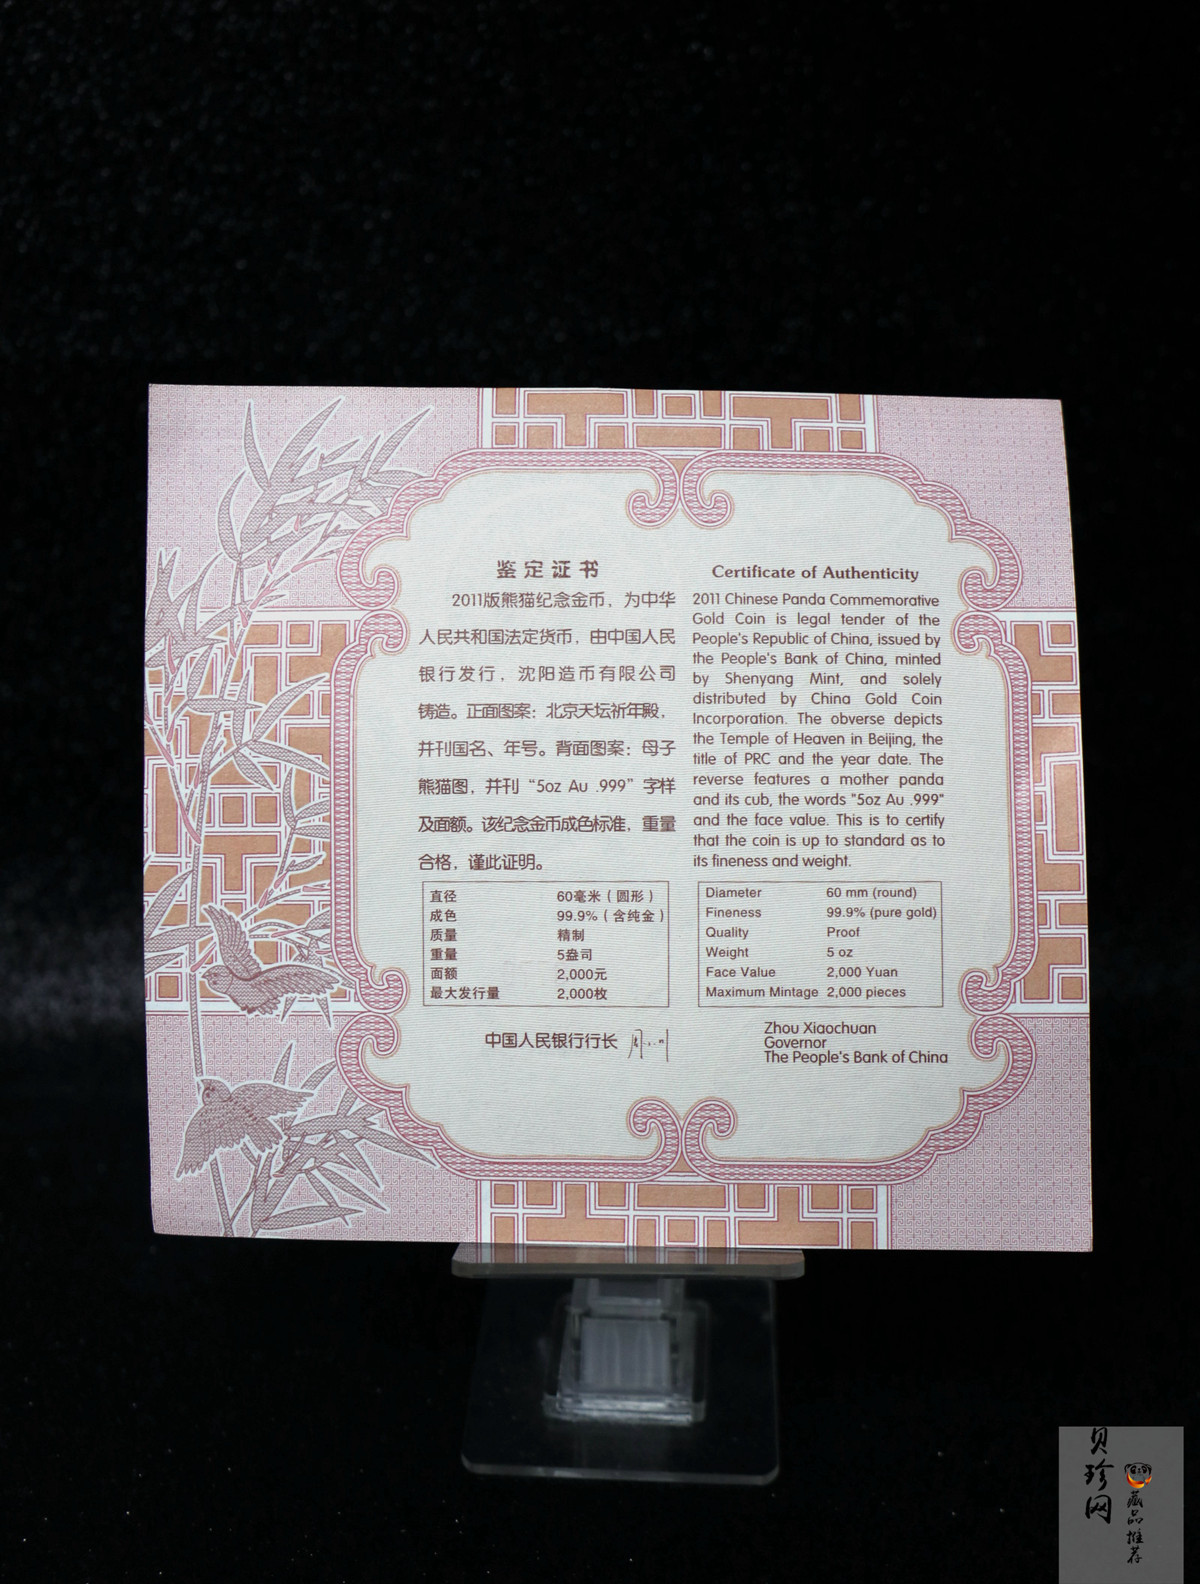 鉴定证书
2011版熊猫纪念金币，为中华
人民共和国法定货币，由中国人民
银行发行，沈阳造币有限公司
铸造。正面图案：北京天坛祈年殿，
并刊国名、年号。背面图案：母子
熊猫图，并刊“5oz Au .999”字样
及面额。该纪念金币成色标准，重量
合格，谨此证明。
直径 60毫米（圆形）
成色 99.9%（含纯金）
质量 精制
重量 5盎司
面额 2,000元
最大发行量 2,000枚
中国人民银行行长
Certificate of Authenticity
2011 Chinese Panda Commemorative
Gold Coin is legal tender of the
People's Republic of China, issued by
the People's Bank of China, minted
by Shenyang Mint, and solely
distributed by China Gold Coin
Incorporation. The obverse depicts
the Temple of Heaven in Beijing, the
title of PRC and the year date. The
reverse features a mother panda
and its cub, the words "5oz Au .999"
and the face value. This is to certify
that the coin is up to standard as to
its fineness and weight.
Diameter 60 mm (round)
Fineness 99.9% (pure gold)
Quality Proof
Weight 5 oz
Face Value 2,000 Yuan
Maximum Mintage 2,000 pieces
Zhou Xiaochuan
Governor
The People's Bank of China
贝珍网
藏品推荐